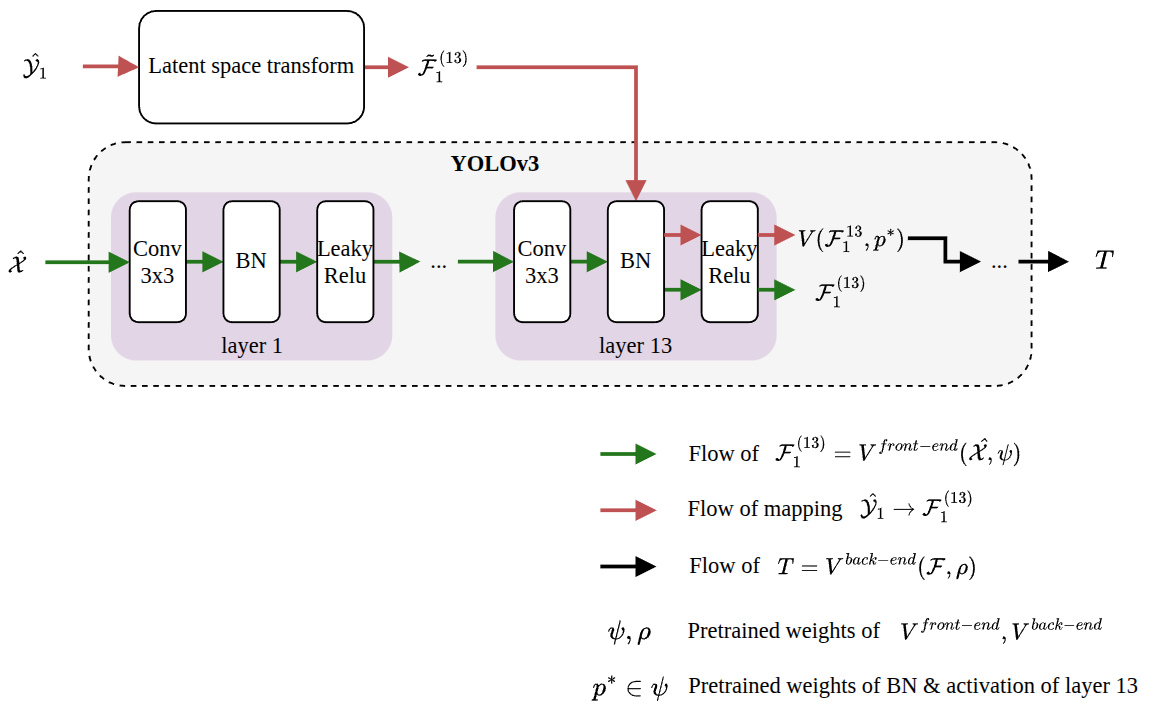 $\hat{\mathcal{Y}}_1$ Latent space transform $\tilde{\mathcal{F}}_1^{(13)}$
YOLOv3
$\hat{\mathcal{X}}$
Conv
3x3
BN
Leaky
Relu
layer 1
...
Conv
3x3
BN
Leaky
Relu
layer 13
$V(\mathcal{F}_1^{13}, p^*)$
$\mathcal{F}_1^{(13)}$
...
$T$
Flow of $\mathcal{F}_1^{(13)} = V^{front-end}(\hat{\mathcal{X}}, \psi)$
Flow of mapping $\hat{\mathcal{Y}}_1 \rightarrow \mathcal{F}_1^{(13)}$
Flow of $T = V^{back-end}(\mathcal{F}, \rho)$
$\psi, \rho$ Pretrained weights of $V^{front-end}, V^{back-end}$
$p^* \in \psi$ Pretrained weights of BN & activation of layer 13